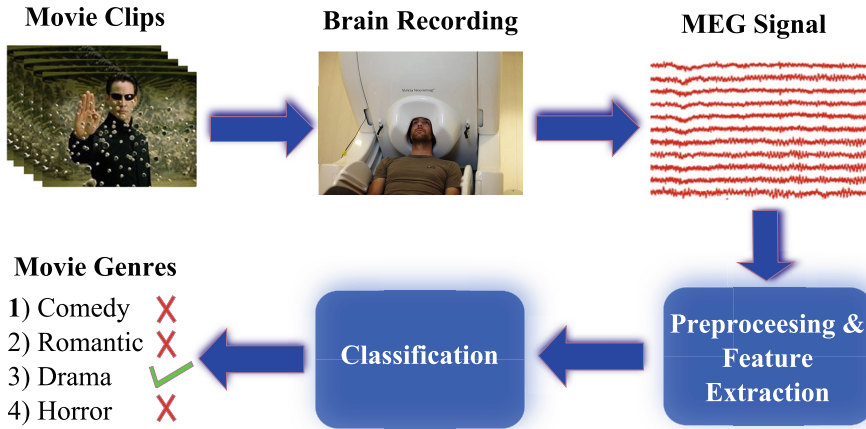 Movie Clips
Brain Recording
MEG Signal
Preproceesing &
Feature
Extraction
Classification
Movie Genres
1) Comedy
2) Romantic
3) Drama
4) Horror